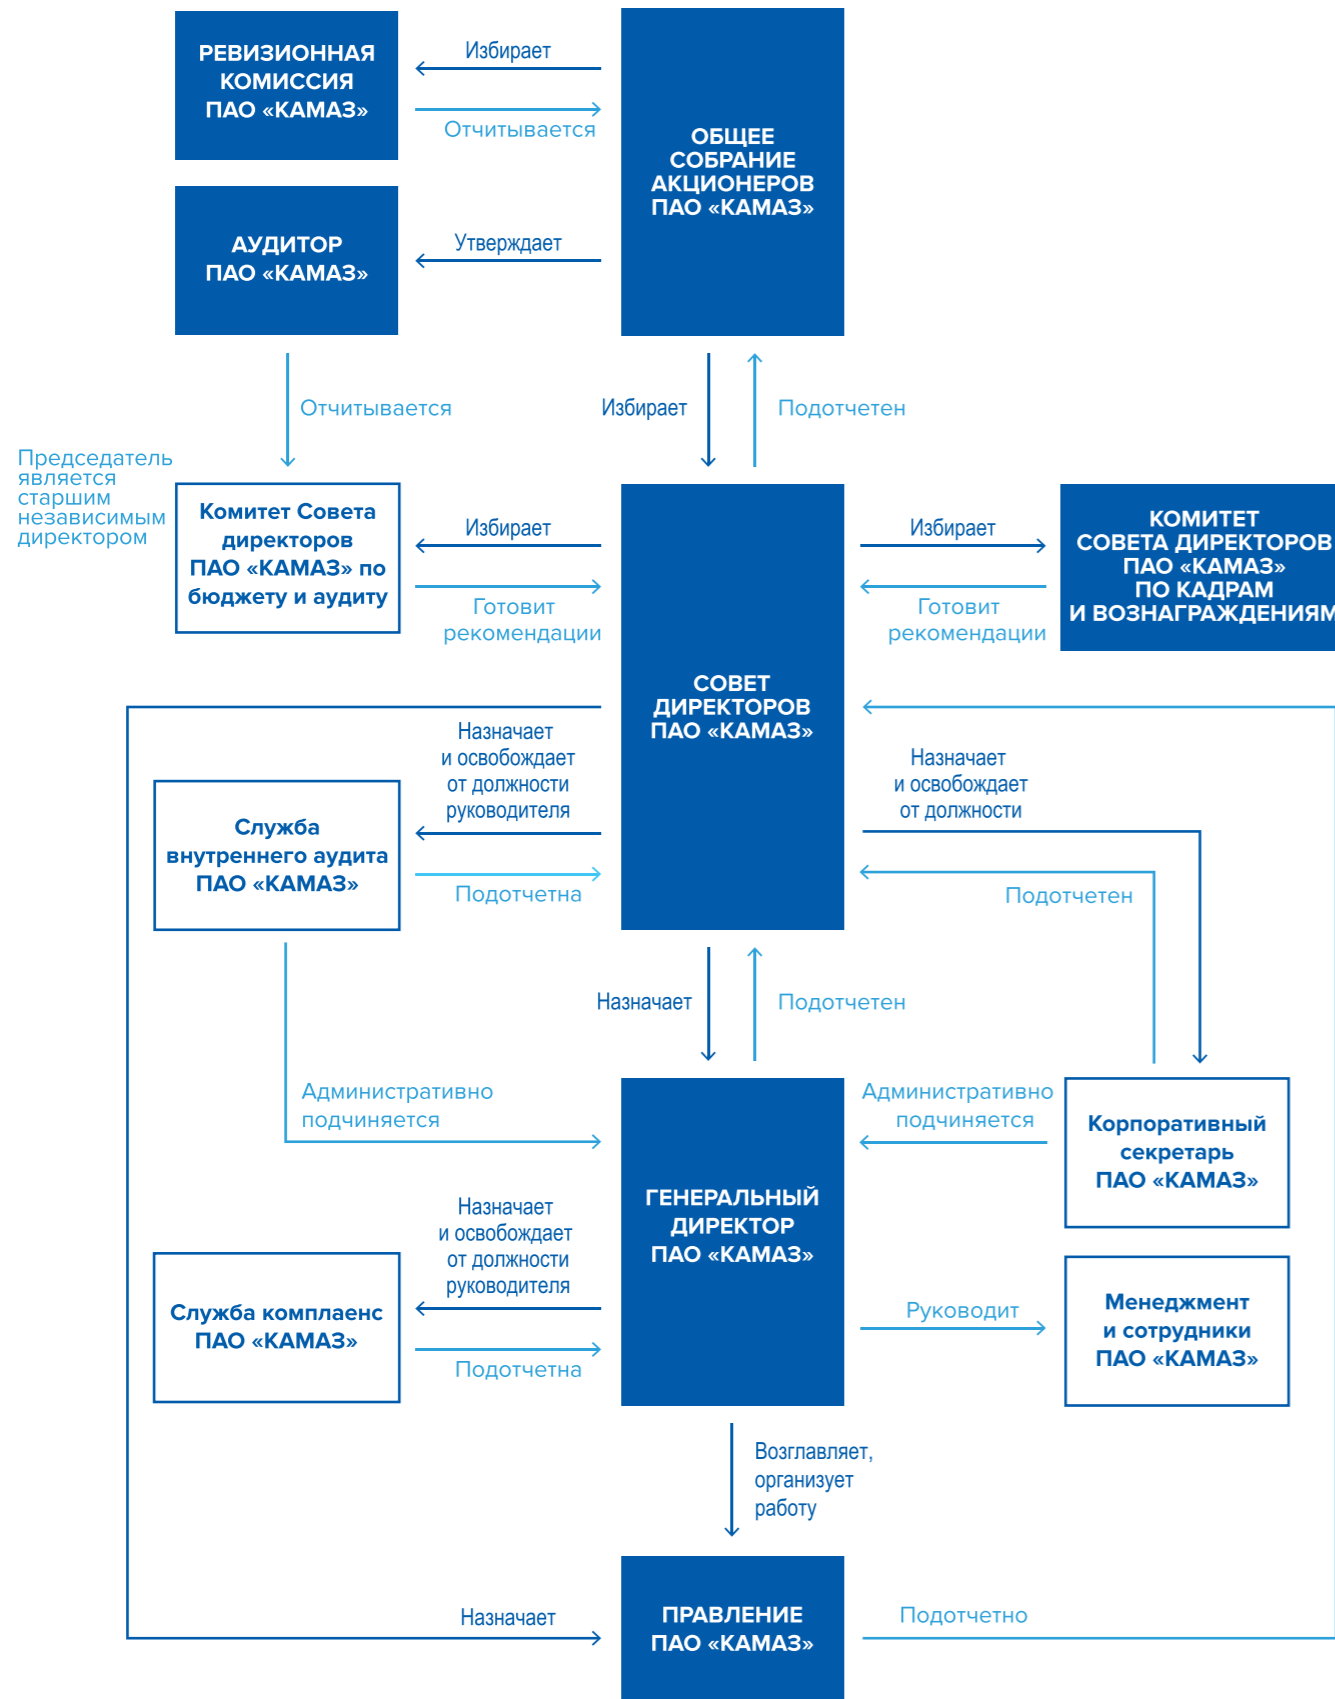 РЕВИЗИОННАЯ
КОМИССИЯ
ПАО «КАМАЗ»
Избирает
Отчитывается
ОБЩЕЕ
СОБРАНИЕ
АКЦИОНЕРОВ
ПАО «КАМАЗ»
АУДИТОР
ПАО «КАМАЗ»
Утверждает
Отчитывается
Избирает
Подотчетен
Председатель
является
старшим
независимым
директором
Комитет Совета
директоров
ПАО «КАМАЗ» по
бюджету и аудиту
Избирает
Готовит
рекомендации
СОВЕТ
ДИРЕКТОРОВ
ПАО «КАМАЗ»
Избирает
Готовит
рекомендации
КОМИТЕТ
СОВЕТА ДИРЕКТОРОВ
ПАО «КАМАЗ»
ПО КАДРАМ
И ВОЗНАГРАЖДЕНИЯМ
Назначает
и освобождает
от должности
руководителя
Служба
внутреннего аудита
ПАО «КАМАЗ»
Подотчетна
Назначает
и освобождает
от должности
Подотчетен
Назначает
Подотчетен
Административно
подчиняется
ГЕНЕРАЛЬНЫЙ
ДИРЕКТОР
ПАО «КАМАЗ»
Административно
подчиняется
Корпоративный
секретарь
ПАО «КАМАЗ»
Назначает
и освобождает
от должности
руководителя
Служба комплаенс
ПАО «КАМАЗ»
Подотчетна
Руководит
Менеджмент
и сотрудники
ПАО «КАМАЗ»
Возглавляет,
организует
работу
Назначает
ПРАВЛЕНИЕ
ПАО «КАМАЗ»
Подотчетно